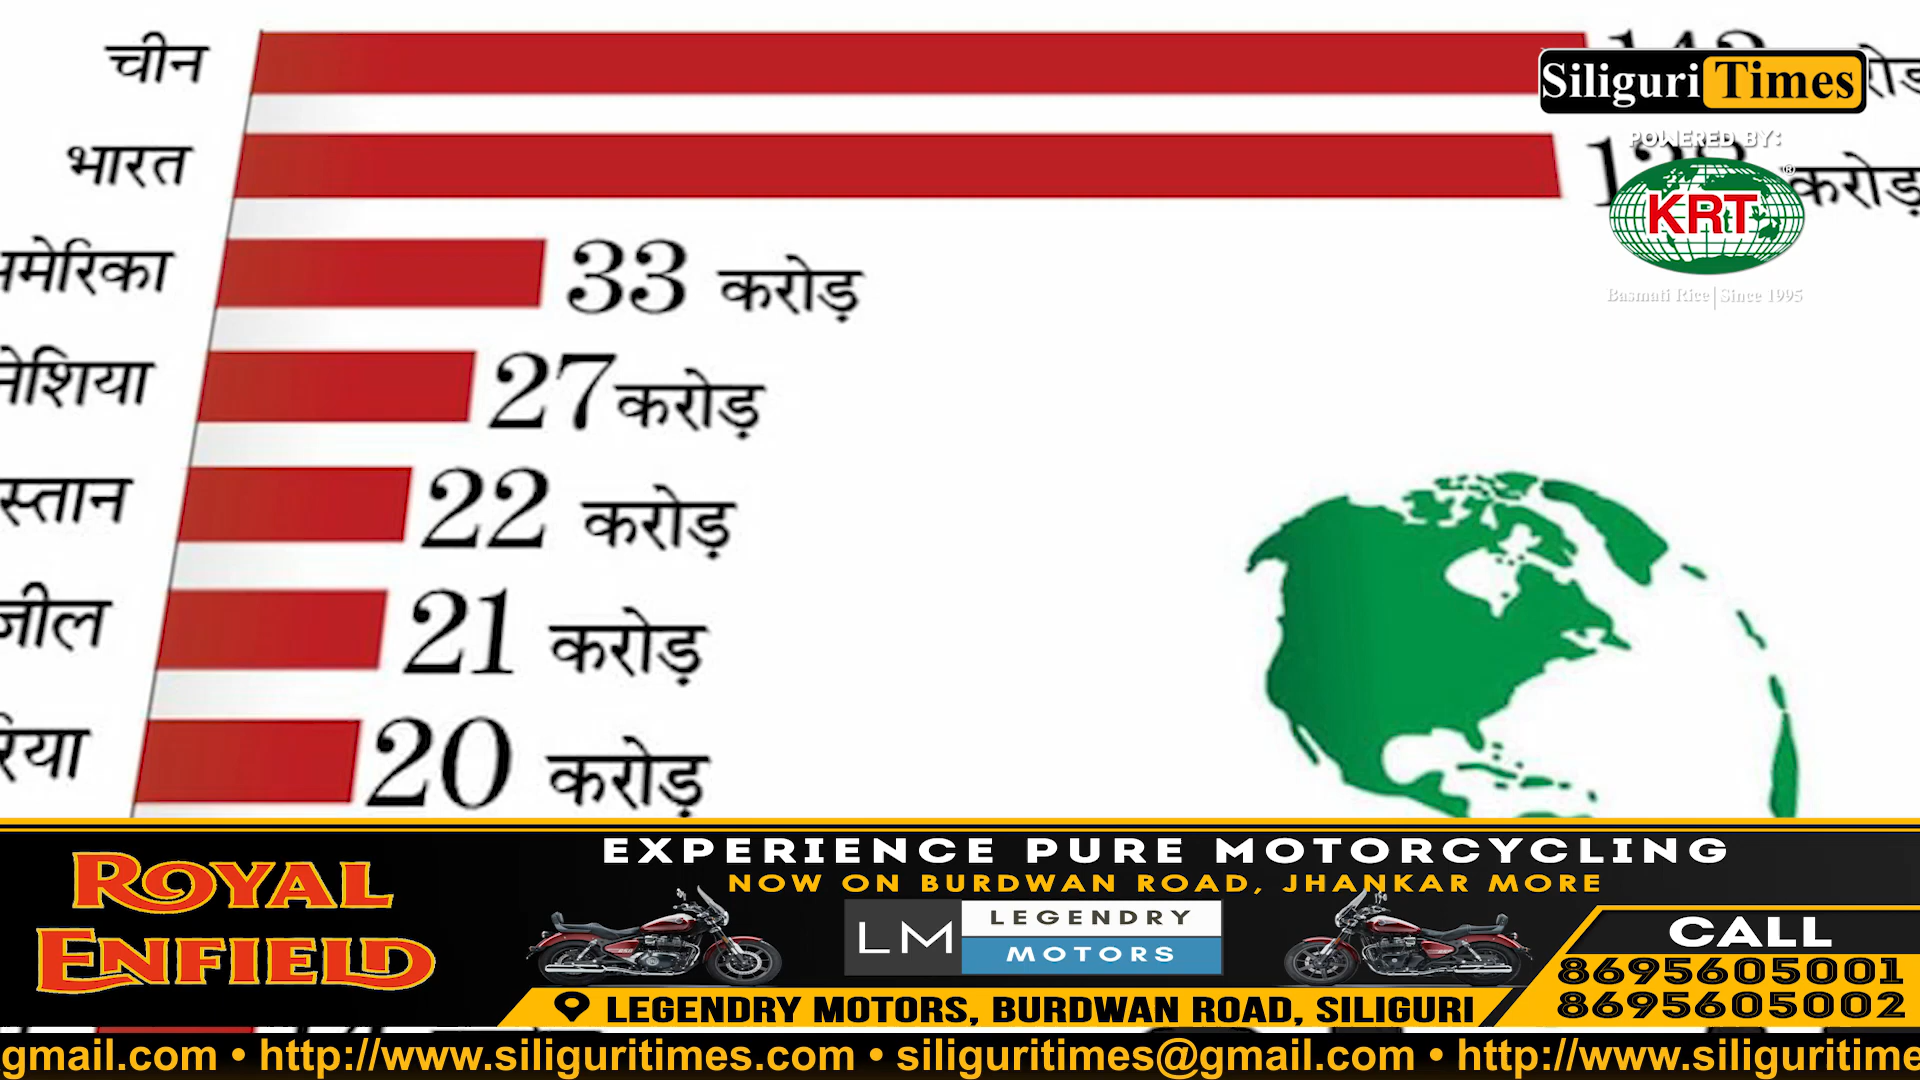 चीन
करोड़
Siliguri Times
भारत
करोड़
POWERED BY:
KRT
Basmati Rice | Since 1995
मेरिका 33 करोड़
नेशिया 27 करोड़
स्तान 22 करोड़
जील 21 करोड़
रिया 20 करोड़
ROYAL
ENFIELD
EXPERIENCE PURE MOTORCYCLING
NOW ON BURDWAN ROAD, JHANKAR MORE
LM LEGENDRY
MOTORS
LEGENDRY MOTORS, BURDWAN ROAD, SILIGURI
CALL
8695605001
8695605002
gmail.com • http://www.siliguritimes.com • siliguritimes@gmail.com • http://www.siliguritime